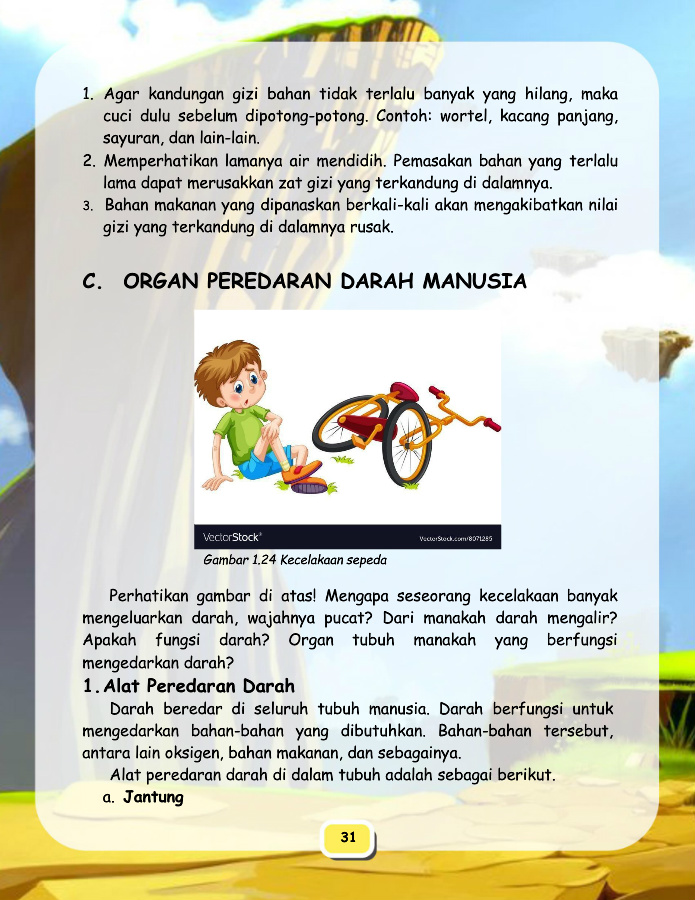 1. Agar kandungan gizi bahan tidak terlalu banyak yang hilang, maka
cuci dulu sebelum dipotong-potong. Contoh: wortel, kacang panjang,
sayuran, dan lain-lain.
2. Memperhatikan lamanya air mendidih. Pemasakan bahan yang terlalu
lama dapat merusakkan zat gizi yang terkandung di dalamnya.
3. Bahan makanan yang dipanaskan berkali-kali akan mengakibatkan nilai
gizi yang terkandung di dalamnya rusak.
C. ORGAN PEREDARAN DARAH MANUSIA
VectorStock®
VectorStock.com/8071285
Gambar 1.24 Kecelakaan sepeda
Perhatikan gambar di atas! Mengapa seseorang kecelakaan banyak
mengeluarkan darah, wajahnya pucat? Dari manakah darah mengalir?
Apakah fungsi darah? Organ tubuh manakah yang berfungsi
mengedarkan darah?
1. Alat Peredaran Darah
Darah beredar di seluruh tubuh manusia. Darah berfungsi untuk
mengedarkan bahan-bahan yang dibutuhkan. Bahan-bahan tersebut,
antara lain oksigen, bahan makanan, dan sebagainya.
Alat peredaran darah di dalam tubuh adalah sebagai berikut.
a. Jantung
31